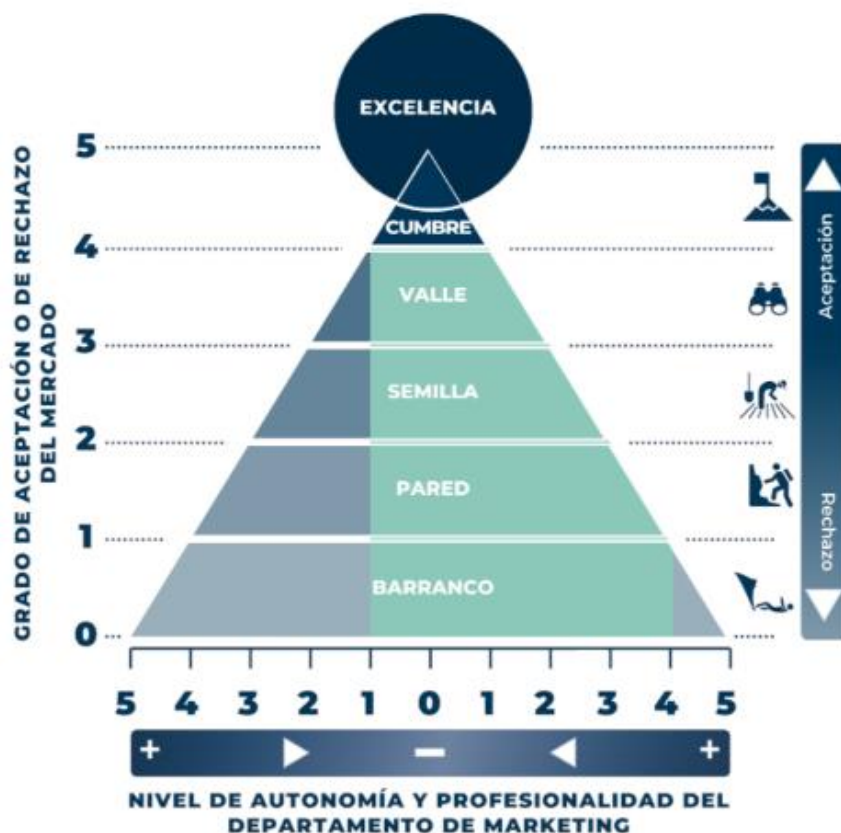 EXCELENCIA
GRADO DE ACEPTACIÓN O DE RECHAZO
DEL MERCADO
5
4
3
2
1
0
CUMBRE
VALLE
SEMILLA
PARED
BARRANCO
Aceptación
Rechazo
5 4 3 2 1 0 1 2 3 4 5
+ − +
NIVEL DE AUTONOMÍA Y PROFESIONALIDAD DEL
DEPARTAMENTO DE MARKETING